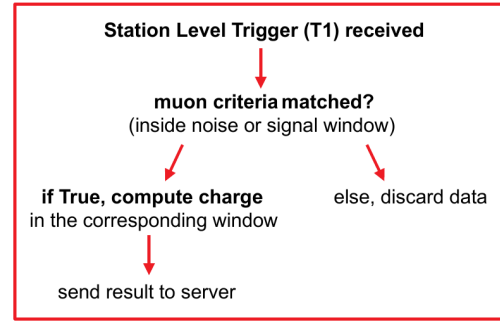 Station Level Trigger (T1) received
muon criteria matched?
(inside noise or signal window)
if True, compute charge
in the corresponding window
else, discard data
send result to server